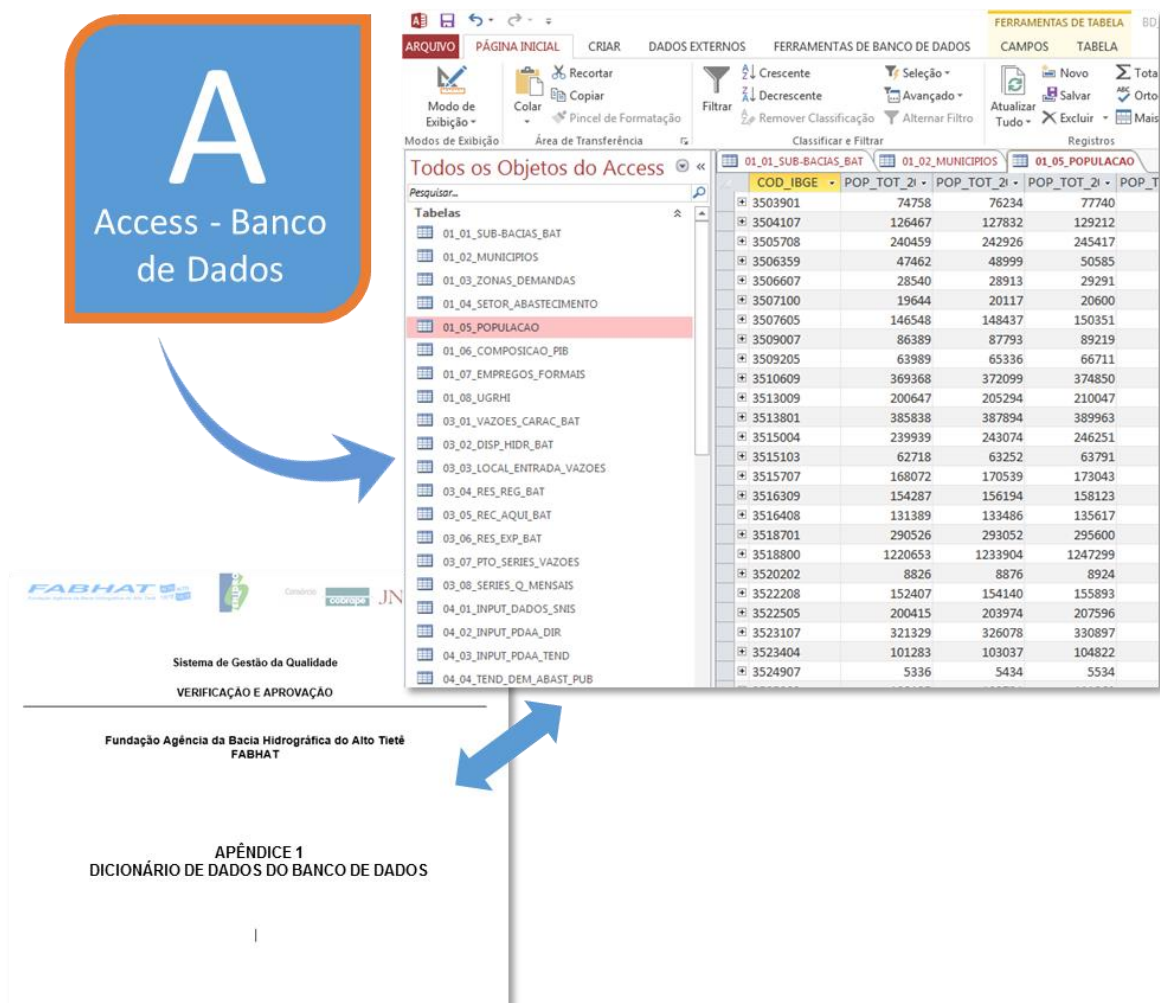 A
Access - Banco
de Dados
FERRAMENTAS DE TABELA
ARQUIVO PÁGINA INICIAL CRIAR DADOS EXTERNOS FERRAMENTAS DE BANCO DE DADOS CAMPOS TABELA
Modo de
Exibição
Modos de Exibição
Colar
Recortar
Copiar
Pincel de Formatação
Área de Transferência
Filtrar
Crescente
Decrescente
Remover Classificação
Seleção
Avançado
Alternar Filtro
Classificar e Filtrar
Atualizar
Tudo
Novo
Salvar
Excluir
Σ Tota
Orto
Mais
Registros
Todos os Objetos do Access
Pesquisar...
Tabelas
01_01_SUB-BACIAS_BAT
01_02_MUNICIPIOS
01_03_ZONAS_DEMANDAS
01_04_SETOR_ABASTECIMENTO
01_05_POPULACAO
01_06_COMPOSICAO_PIB
01_07_EMPREGOS_FORMAIS
01_08_UGRHI
03_01_VAZOES_CARAC_BAT
03_02_DISP_HIDR_BAT
03_03_LOCAL_ENTRADA_VAZOES
03_04_RES_REG_BAT
03_05_REC_AQUI_BAT
03_06_RES_EXP_BAT
03_07_PTO_SERIES_VAZOES
03_08_SERIES_Q_MENSAIS
04_01_INPUT_DADOS_SNIS
04_02_INPUT_PDAA_DIR
04_03_INPUT_PDAA_TEND
04_04_TEND_DEM_ABAST_PUB
01_01_SUB-BACIAS_BAT 01_02_MUNICIPIOS 01_05_POPULACAO
COD_IBGE POP_TOT_2 POP_TOT_2 POP_TOT_2 POP_T
3503901 74758 76234 77740
3504107 126467 127832 129212
3505708 240459 242926 245417
3506359 47462 48999 50585
3506607 28540 28913 29291
3507100 19644 20117 20600
3507605 146548 148437 150351
3509007 86389 87793 89219
3509205 63989 65336 66711
3510609 369368 372099 374850
3513009 200647 205294 210047
3513801 385838 387894 389963
3515004 239939 243074 246251
3515103 62718 63252 63791
3515707 168072 170539 173043
3516309 154287 156194 158123
3516408 131389 133486 135617
3518701 290526 293052 295600
3518800 1220653 1233904 1247299
3520202 8826 8876 8924
3522208 152407 154140 155893
3522505 200415 203974 207596
3523107 321329 326078 330897
3523404 101283 103037 104822
3524907 5336 5434 5534
FABHAT
Consórcio cobrape JN
Sistema de Gestão da Qualidade
VERIFICAÇÃO E APROVAÇÃO
Fundação Agência da Bacia Hidrográfica do Alto Tietê
FABHAT
APÊNDICE 1
DICIONÁRIO DE DADOS DO BANCO DE DADOS